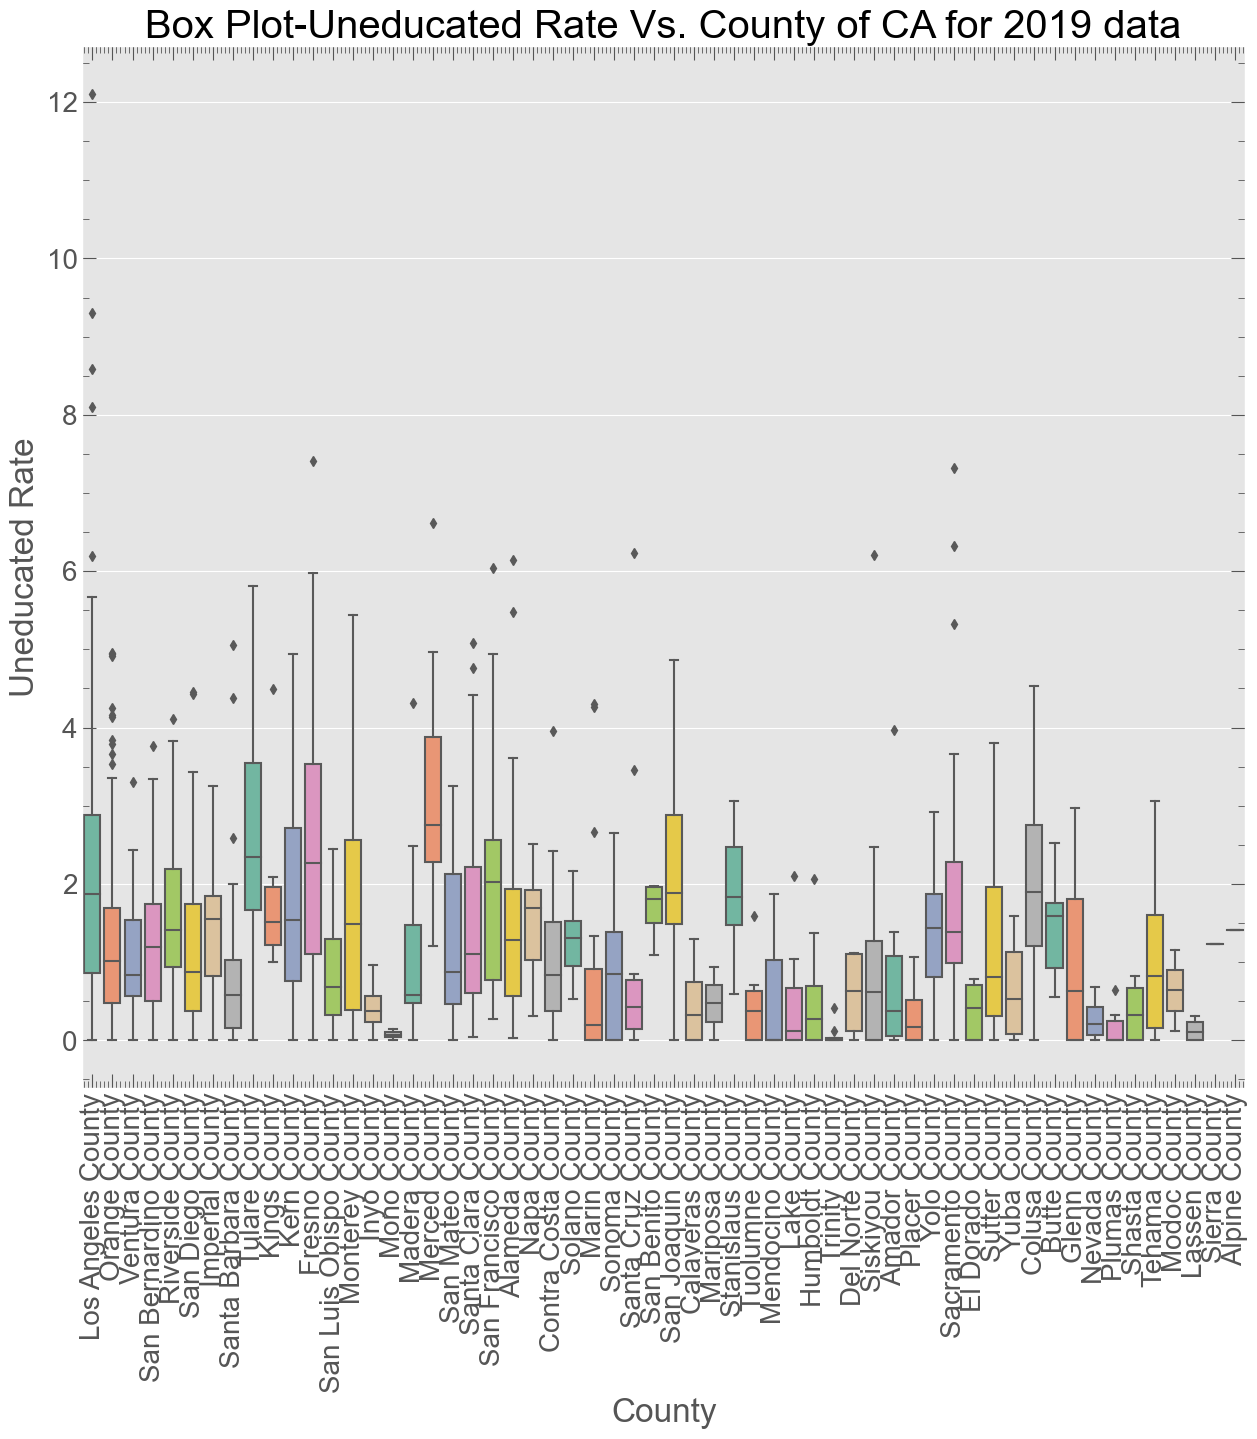 Box Plot-Uneducated Rate Vs. County of CA for 2019 data
Uneducated Rate
12
10
8
6
4
2
0
Los Angeles County
Orange County
Ventura County
San Bernardino County
Riverside County
San Diego County
Imperial County
Santa Barbara County
Tulare County
Kings County
Kern County
Fresno County
San Luis Obispo County
Monterey County
Inyo County
Mono County
Madera County
Merced County
San Mateo County
Santa Clara County
San Francisco County
Alameda County
Napa County
Contra Costa County
Solano County
Marin County
Sonoma County
Santa Cruz County
San Benito County
San Joaquin County
Calaveras County
Mariposa County
Stanislaus County
Tuolumne County
Mendocino County
Lake County
Humboldt County
Trinity County
Del Norte County
Siskiyou County
Amador County
Placer County
Yolo County
Sacramento County
El Dorado County
Sutter County
Yuba County
Colusa County
Butte County
Glenn County
Nevada County
Plumas County
Shasta County
Tehama County
Modoc County
Lassen County
Sierra County
Alpine County
County